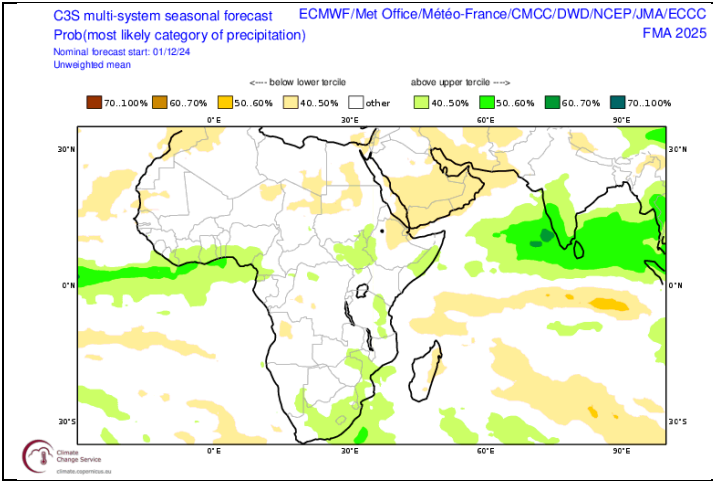 C3S multi-system seasonal forecast ECMWF/Met Office/Météo-France/CMCC/DWD/NCEP/JMA/ECCC
Prob(most likely category of precipitation) FMA 2025
Nominal forecast start: 01/12/24
Unweighted mean
<---- below lower tercile above upper tercile ---->
70..100% 60..70% 50..60% 40..50% other 40..50% 50..60% 60..70% 70..100%
0°E 30°E 60°E 90°E
30°N 30°N
0°N 0°N
30°S 30°S
0°E 30°E 60°E 90°E
Climate
Change Service
climate.copernicus.eu